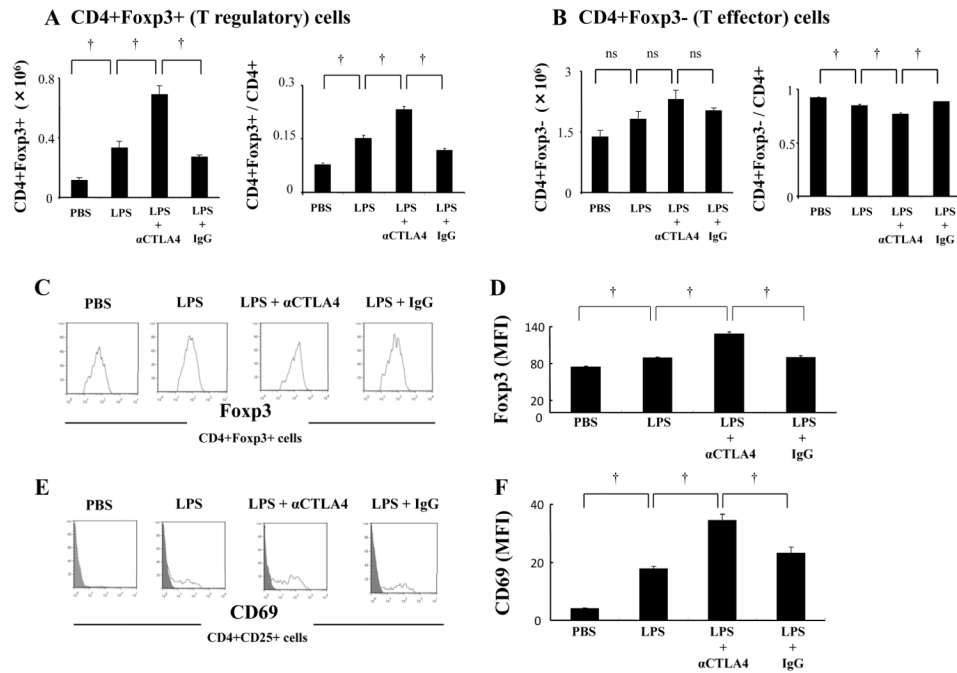 A CD4+Foxp3+ (T regulatory) cells
† † †
CD4+Foxp3+ (×10⁶)
0.8
0.4
0
PBS LPS LPS LPS
+ +
αCTLA4 IgG
† † †
CD4+Foxp3+ / CD4+
0.3
0.15
0
PBS LPS LPS LPS
+ +
αCTLA4 IgG
B CD4+Foxp3- (T effector) cells
ns ns ns
CD4+Foxp3- (×10⁶)
3
1.5
0
PBS LPS LPS LPS
+ +
αCTLA4 IgG
† † †
CD4+Foxp3- / CD4+
1
0.5
0
PBS LPS LPS LPS
+ +
αCTLA4 IgG
C
PBS LPS LPS + αCTLA4 LPS + IgG
Foxp3
CD4+Foxp3+ cells
D
† † †
Foxp3 (MFI)
140
80
20
0
PBS LPS LPS LPS
+ +
αCTLA4 IgG
E
PBS LPS LPS + αCTLA4 LPS + IgG
CD69
CD4+CD25+ cells
F
† † †
CD69 (MFI)
40
20
0
PBS LPS LPS LPS
+ +
αCTLA4 IgG